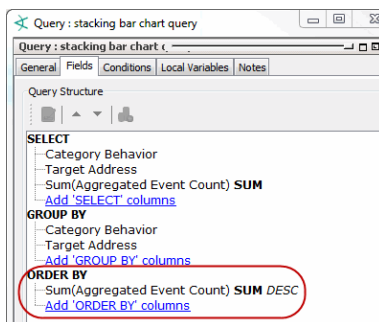 Query : stacking bar chart query
Query : stacking bar chart
General Fields Conditions Local Variables Notes
Query Structure
SELECT
Category Behavior
Target Address
Sum(Aggregated Event Count) SUM
Add 'SELECT' columns
GROUP BY
Category Behavior
Target Address
Add 'GROUP BY' columns
ORDER BY
Sum(Aggregated Event Count) SUM DESC
Add 'ORDER BY' columns